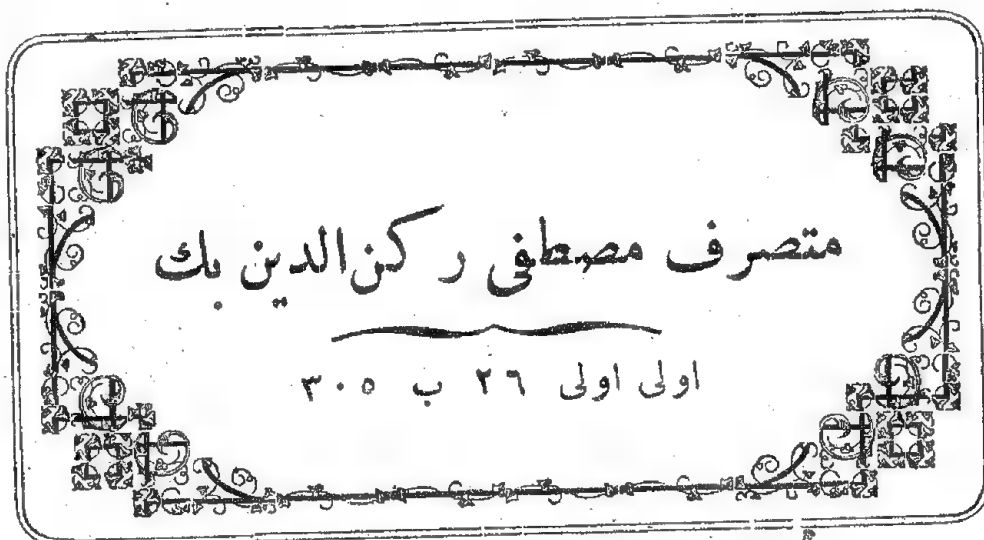 متصرف مصطفى ركن‌الدين بك
اولى اولى ٢٦ ب ٣٠٥